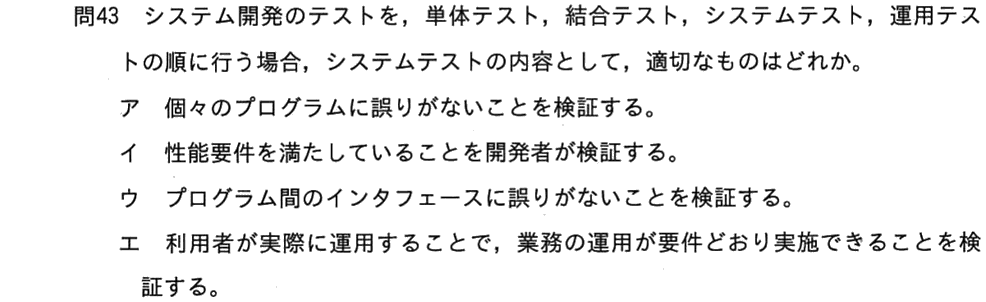 問43 システム開発のテストを，単体テスト，結合テスト，システムテスト，運用テス
トの順に行う場合，システムテストの内容として，適切なものはどれか。
ア 個々のプログラムに誤りがないことを検証する。
イ 性能要件を満たしていることを開発者が検証する。
ウ プログラム間のインタフェースに誤りがないことを検証する。
エ 利用者が実際に運用することで，業務の運用が要件どおり実施できることを検
証する。